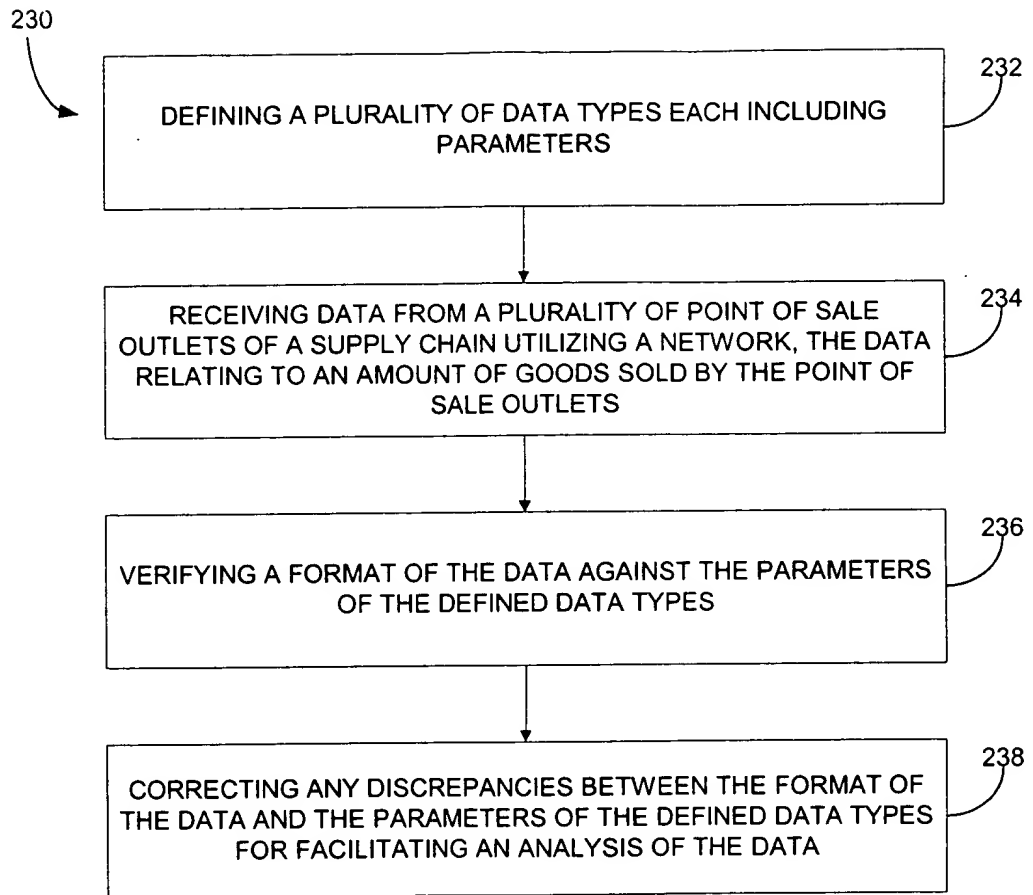 230
232
DEFINING A PLURALITY OF DATA TYPES EACH INCLUDING
PARAMETERS
234
RECEIVING DATA FROM A PLURALITY OF POINT OF SALE
OUTLETS OF A SUPPLY CHAIN UTILIZING A NETWORK, THE DATA
RELATING TO AN AMOUNT OF GOODS SOLD BY THE POINT OF
SALE OUTLETS
236
VERIFYING A FORMAT OF THE DATA AGAINST THE PARAMETERS
OF THE DEFINED DATA TYPES
238
CORRECTING ANY DISCREPANCIES BETWEEN THE FORMAT OF
THE DATA AND THE PARAMETERS OF THE DEFINED DATA TYPES
FOR FACILITATING AN ANALYSIS OF THE DATA